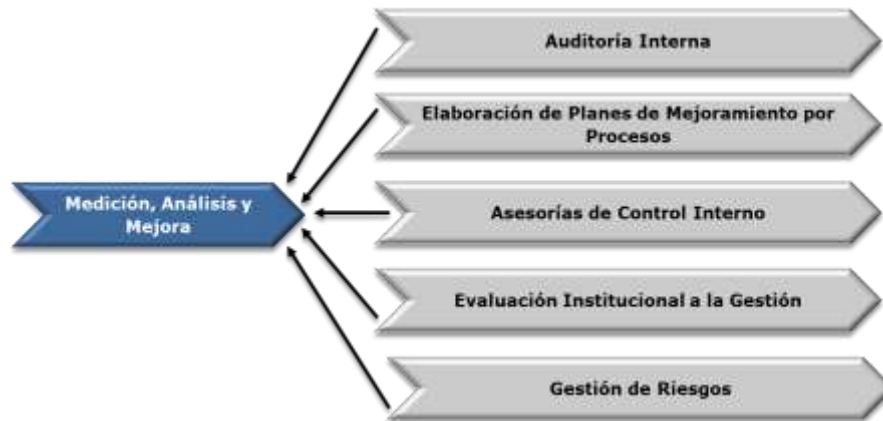 Auditoría Interna
Elaboración de Planes de Mejoramiento por
Procesos
Medición, Análisis y
Mejora
Asesorías de Control Interno
Evaluación Institucional a la Gestión
Gestión de Riesgos